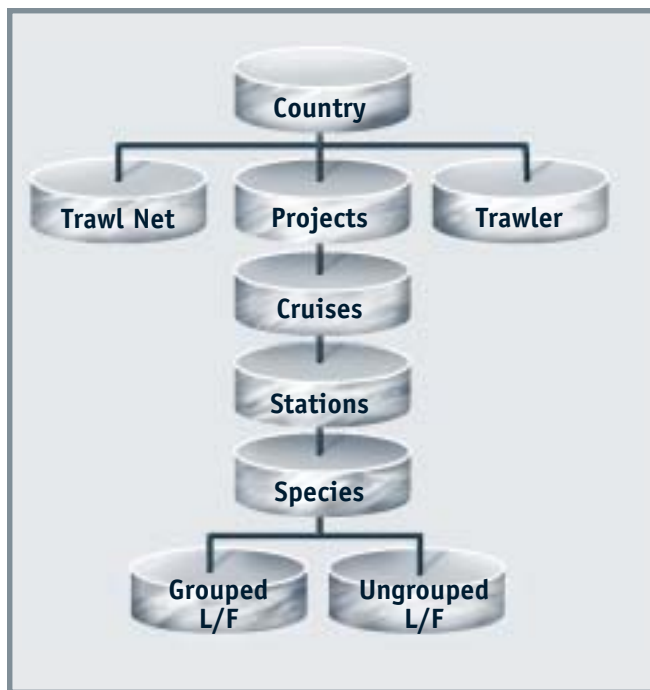 Country
Trawl Net
Projects
Trawler
Cruises
Stations
Species
Grouped
L/F
Ungrouped
L/F